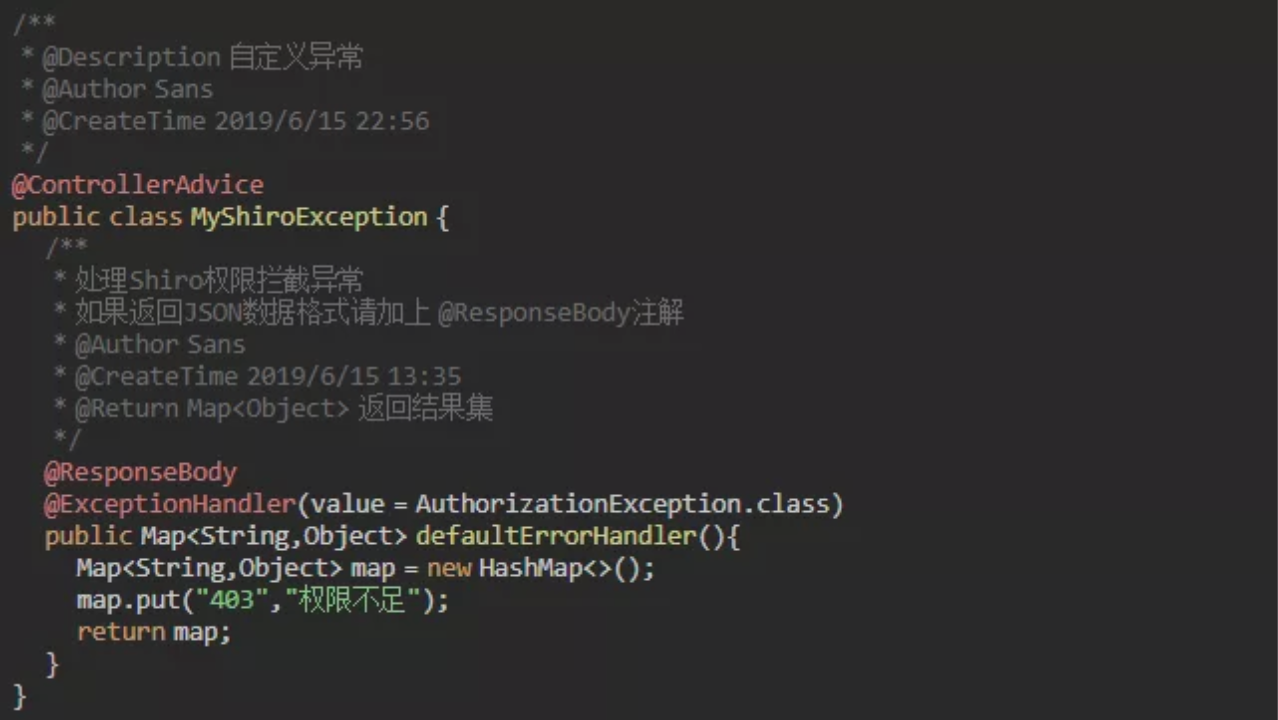 /**
 * @Description 自定义异常
 * @Author Sans
 * @CreateTime 2019/6/15 22:56
 */
@ControllerAdvice
public class MyShiroException {
  /**
   * 处理Shiro权限拦截异常
   * 如果返回JSON数据格式请加上 @ResponseBody注解
   * @Author Sans
   * @CreateTime 2019/6/15 13:35
   * @Return Map<Object> 返回结果集
   */
  @ResponseBody
  @ExceptionHandler(value = AuthorizationException.class)
  public Map<String,Object> defaultErrorHandler(){
    Map<String,Object> map = new HashMap<>();
    map.put("403","权限不足");
    return map;
  }
}